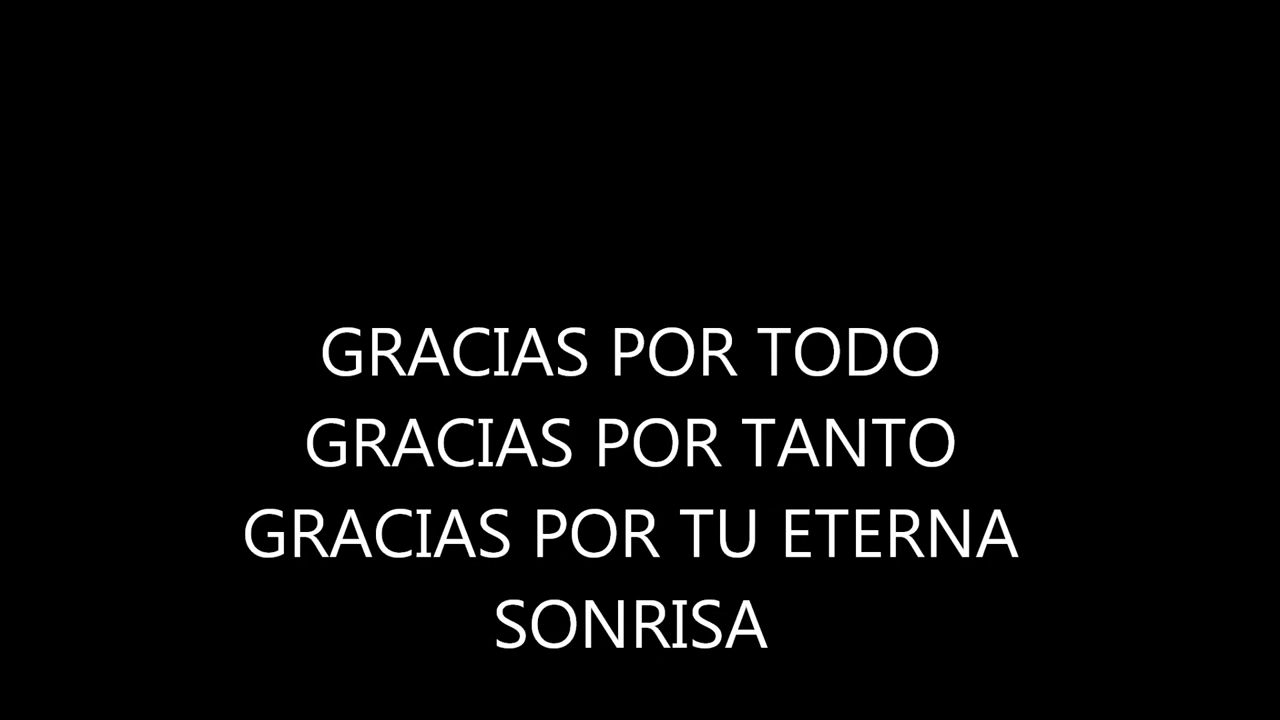 GRACIAS POR TODO
GRACIAS POR TANTO
GRACIAS POR TU ETERNA
SONRISA